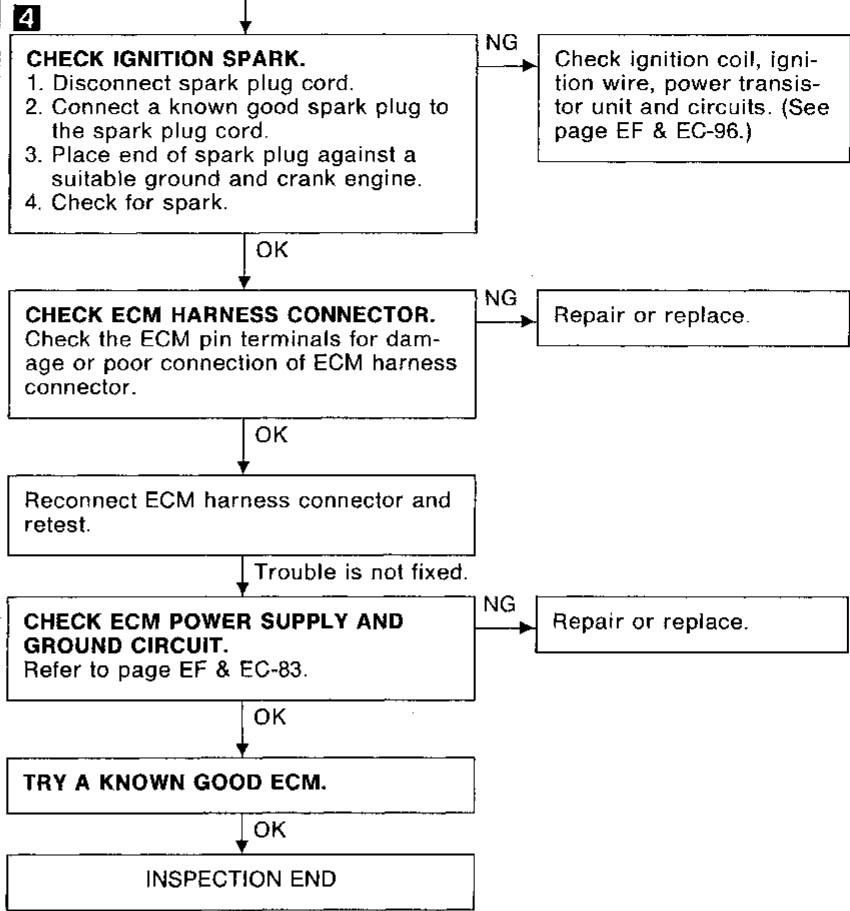 4
CHECK IGNITION SPARK.
1. Disconnect spark plug cord.
2. Connect a known good spark plug to
the spark plug cord.
3. Place end of spark plug against a
suitable ground and crank engine.
4. Check for spark.
NG
Check ignition coil, igni-
tion wire, power transis-
tor unit and circuits. (See
page EF & EC-96.)
OK
CHECK ECM HARNESS CONNECTOR.
Check the ECM pin terminals for dam-
age or poor connection of ECM harness
connector.
NG
Repair or replace.
OK
Reconnect ECM harness connector and
retest.
Trouble is not fixed.
CHECK ECM POWER SUPPLY AND
GROUND CIRCUIT.
Refer to page EF & EC-83.
NG
Repair or replace.
OK
TRY A KNOWN GOOD ECM.
OK
INSPECTION END